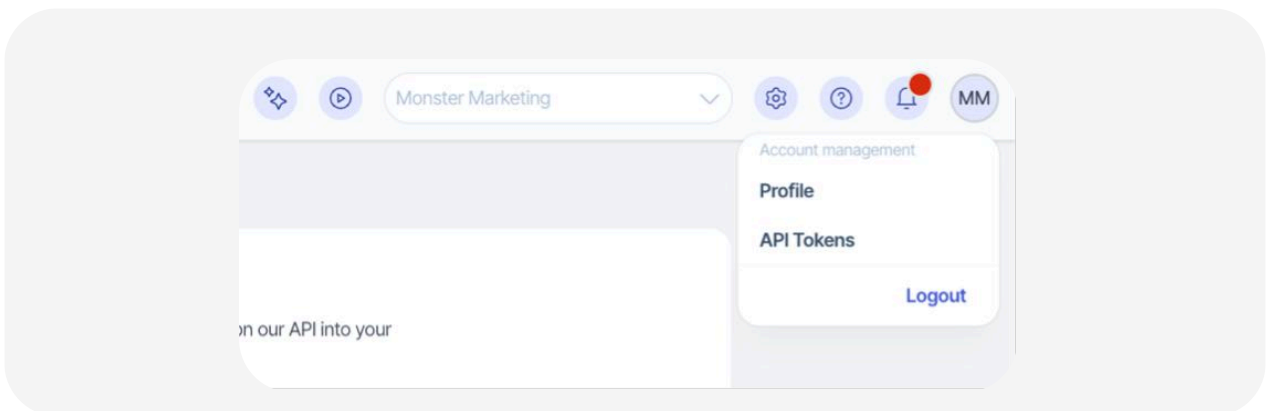 Monster Marketing
MM
Account management
Profile
API Tokens
Logout
on our API into your